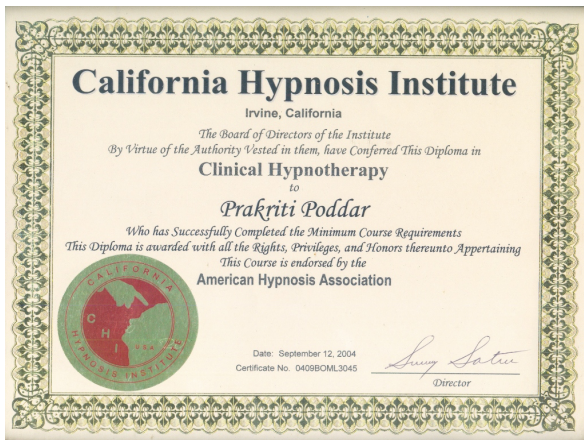 California Hypnosis Institute
Irvine, California
The Board of Directors of the Institute
By Virtue of the Authority Vested in them, have Conferred This Diploma in
Clinical Hypnotherapy
to
Prakriti Poddar
Who has Successfully Completed the Minimum Course Requirements
This Diploma is awarded with all the Rights, Privileges, and Honors thereunto Appertaining
This Course is endorsed by the
American Hypnosis Association
CALIFORNIA
C H I U.S.A.
HYPNOSIS INSTITUTE
Date: September 12, 2004
Certificate No. 0409BOML3045
Director